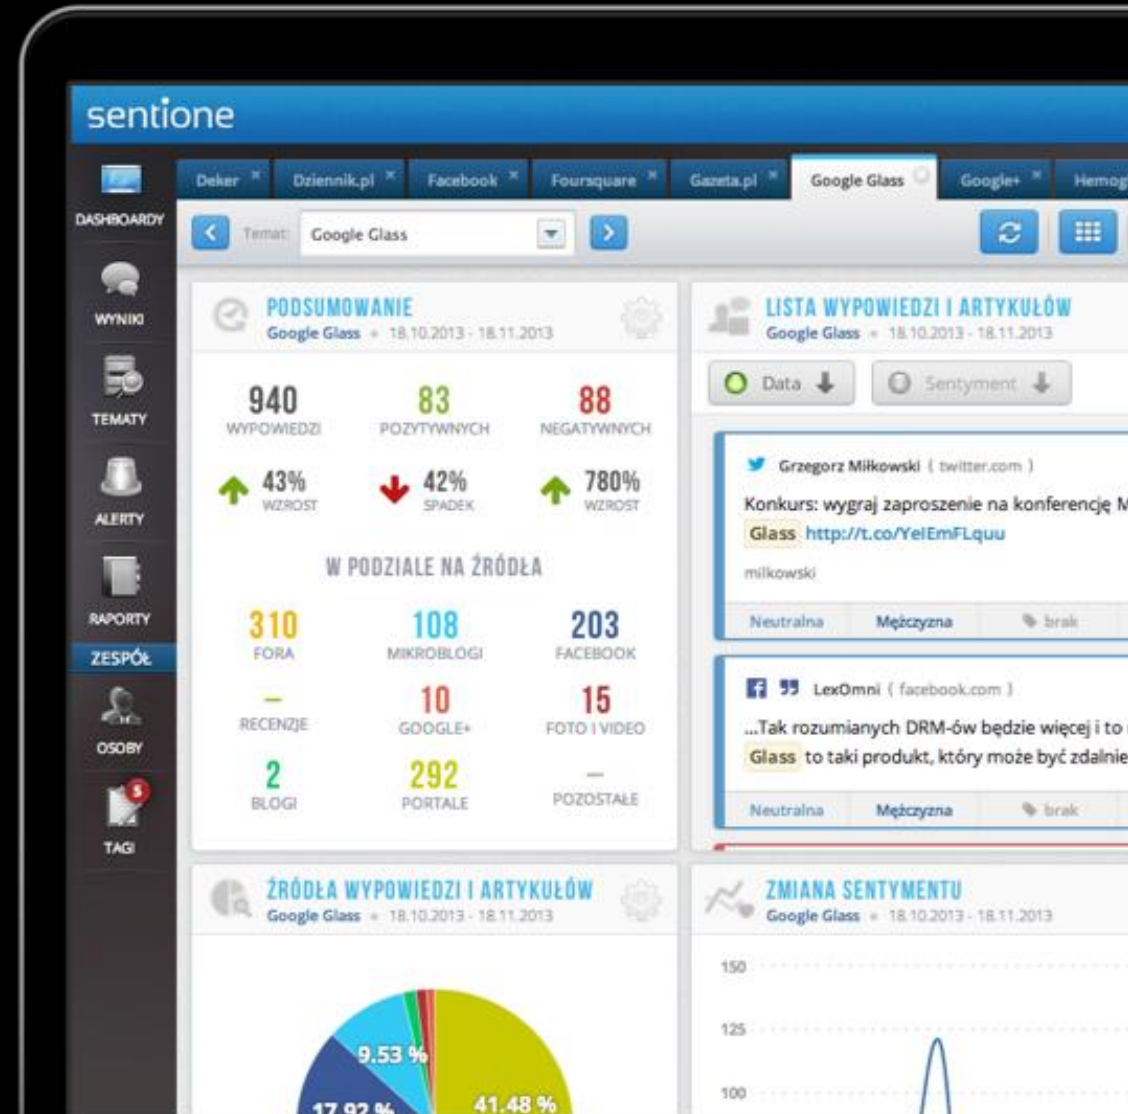 sentione
Deker
Dziennik.pl
Facebook
Foursquare
Gazeta.pl
Google Glass
Google+
Hemog
DASHBOARDY
WYNIKI
TEMATY
ALERTY
RAPORTY
ZESPÓŁ
OSOBY
5
TAGI
Temat:
Google Glass
PODSUMOWANIE
Google Glass 18.10.2013 - 18.11.2013
940 83 88
WYPOWIEDZI POZYTYWNYCH NEGATYWNYCH
43% 42% 780%
WZROST SPADEK WZROST
W PODZIALE NA ŹRÓDŁA
310 108 203
FORA MIKROBLOGI FACEBOOK
– 10 15
RECENZJE GOOGLE+ FOTO I VIDEO
2 292 –
BLOGI PORTALE POZOSTAŁE
LISTA WYPOWIEDZI I ARTYKUŁÓW
Google Glass 18.10.2013 - 18.11.2013
Data Sentyment
Grzegorz Miłkowski ( twitter.com )
Konkurs: wygraj zaproszenie na konferencję M
Glass http://t.co/YeIEmFLquu
milkowski
Neutralna Mężczyzna brak
LexOmni ( facebook.com )
...Tak rozumianych DRM-ów będzie więcej i to
Glass to taki produkt, który może być zdalnie
Neutralna Mężczyzna brak
ŹRÓDŁA WYPOWIEDZI I ARTYKUŁÓW
Google Glass 18.10.2013 - 18.11.2013
9.53 %
17.92 %
41.48 %
ZMIANA SENTYMENTU
Google Glass 18.10.2013 - 18.11.2013
150
125
100